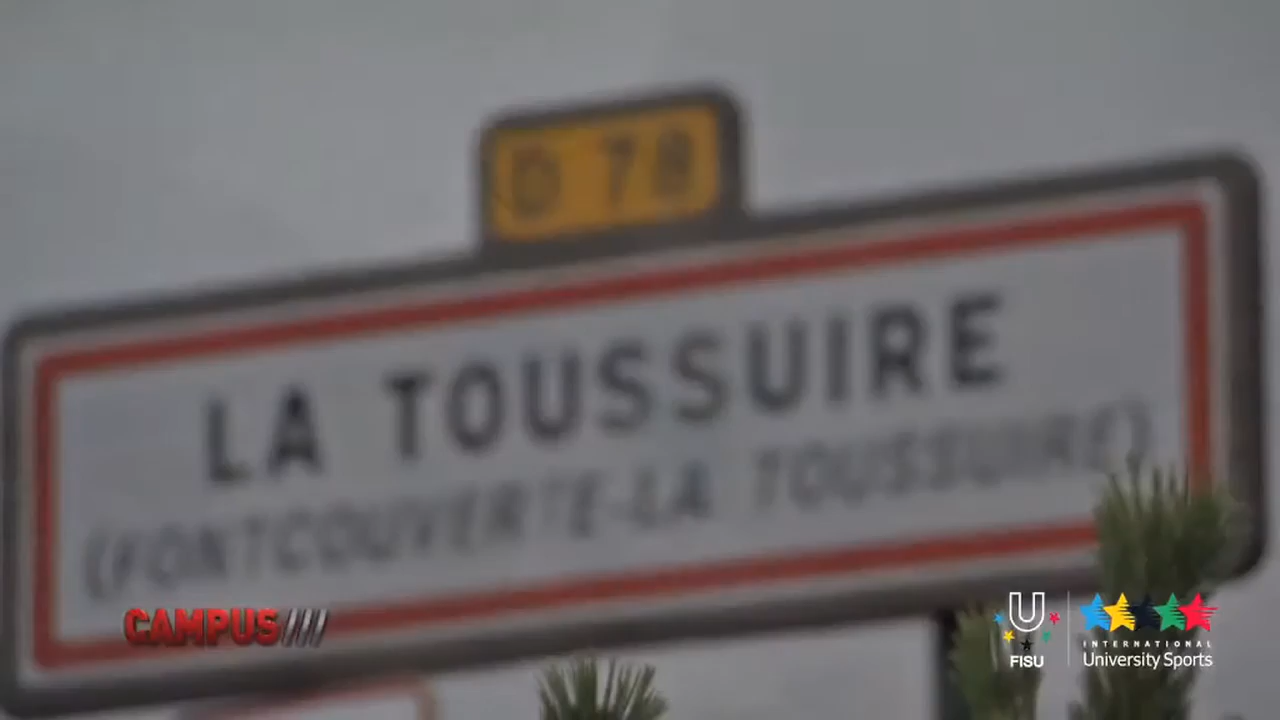 D 78
LA TOUSSUIRE
(FONTCOUVERTE-LA TOUSSUIRE)
CAMPUS
FISU
INTERNATIONAL
University Sports